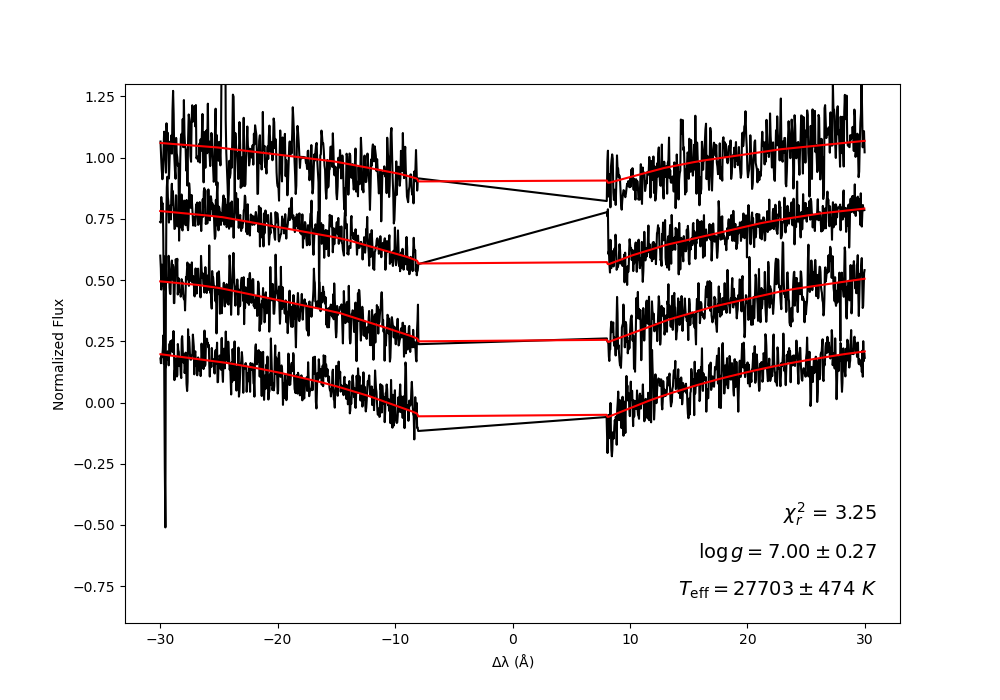 1.25
1.00
0.75
0.50
0.25
0.00
−0.25
−0.50
−0.75
Normalized Flux
χ²ᵣ = 3.25
log g = 7.00 ± 0.27
T_eff = 27703 ± 474 K
−30 −20 −10 0 10 20 30
Δλ (Å)